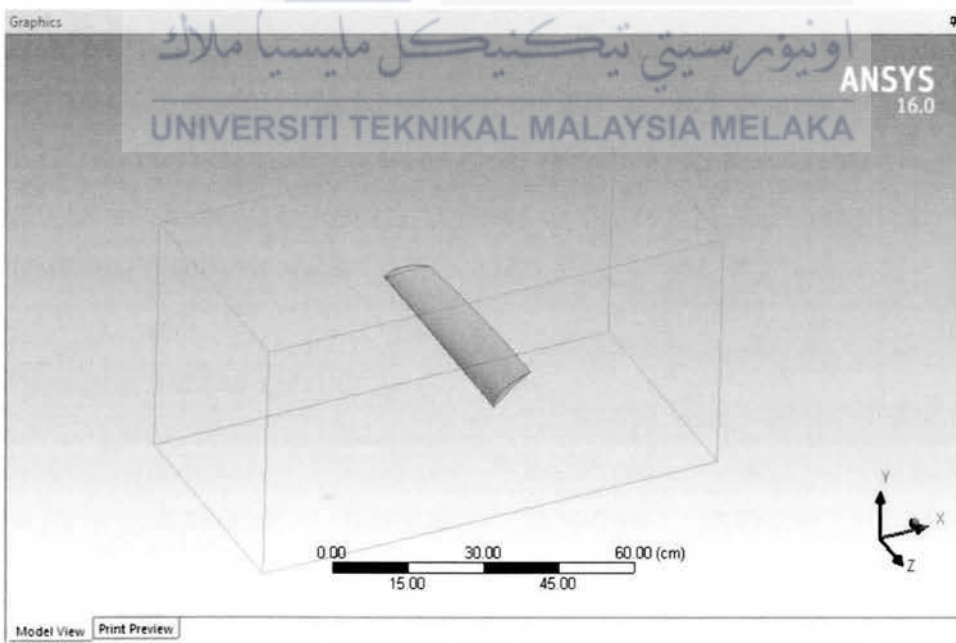 Graphics
اونيۏرسيتي تيكنيكل مليسيا ملاك
ANSYS
16.0
UNIVERSITI TEKNIKAL MALAYSIA MELAKA
0.00 30.00 60.00 (cm)
15.00 45.00
Y
X
Z
Model View Print Preview